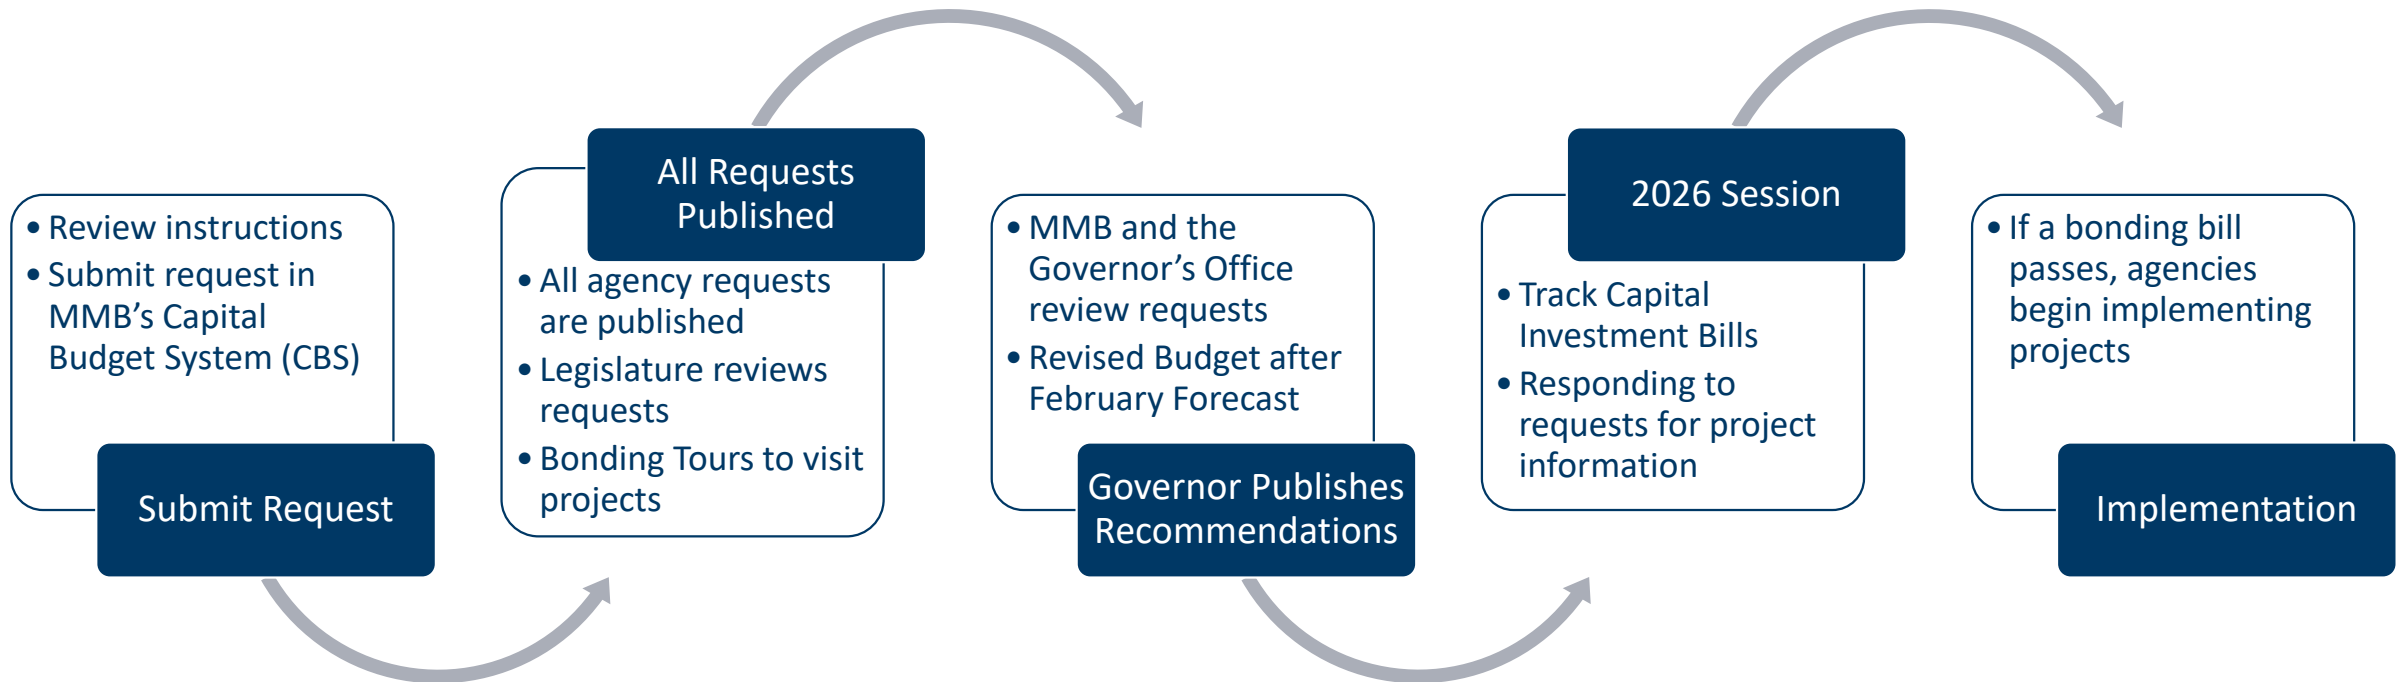 • Review instructions
• Submit request in
MMB’s Capital
Budget System (CBS)
Submit Request
All Requests
Published
• All agency requests
are published
• Legislature reviews
requests
• Bonding Tours to visit
projects
• MMB and the
Governor’s Office
review requests
• Revised Budget after
February Forecast
Governor Publishes
Recommendations
2026 Session
• Track Capital
Investment Bills
• Responding to
requests for project
information
• If a bonding bill
passes, agencies
begin implementing
projects
Implementation